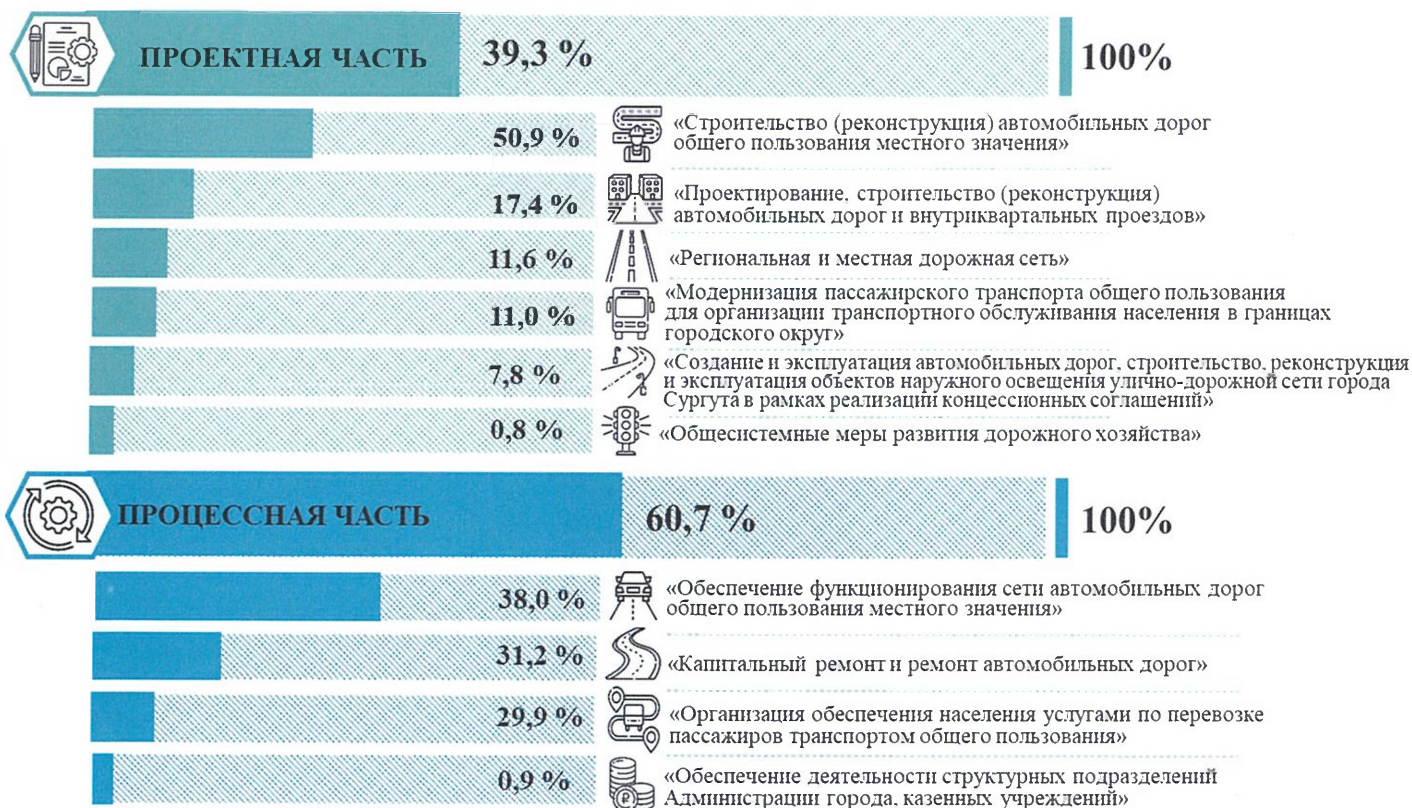 ПРОЕКТНАЯ ЧАСТЬ 39,3 % 100%
50,9 % «Строительство (реконструкция) автомобильных дорог
общего пользования местного значения»
17,4 % «Проектирование, строительство (реконструкция)
автомобильных дорог и внутриквартальных проездов»
11,6 % «Региональная и местная дорожная сеть»
11,0 % «Модернизация пассажирского транспорта общего пользования
для организации транспортного обслуживания населения в границах
городского округ»
7,8 % «Создание и эксплуатация автомобильных дорог, строительство, реконструкция
и эксплуатация объектов наружного освещения улично-дорожной сети города
Сургута в рамках реализации концессионных соглашений»
0,8 % «Общесистемные меры развития дорожного хозяйства»
ПРОЦЕССНАЯ ЧАСТЬ 60,7 % 100%
38,0 % «Обеспечение функционирования сети автомобильных дорог
общего пользования местного значения»
31,2 % «Капитальный ремонт и ремонт автомобильных дорог»
29,9 % «Организация обеспечения населения услугами по перевозке
пассажиров транспортом общего пользования»
0,9 % «Обеспечение деятельности структурных подразделений
Администрации города, казенных учреждений»